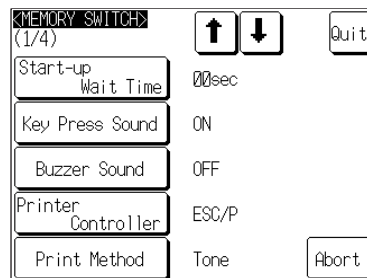 <MEMORY SWITCH>
(1/4)
Quit
Start-up
Wait Time
00sec
Key Press Sound
ON
Buzzer Sound
OFF
Printer
Controller
ESC/P
Print Method
Tone
Abort